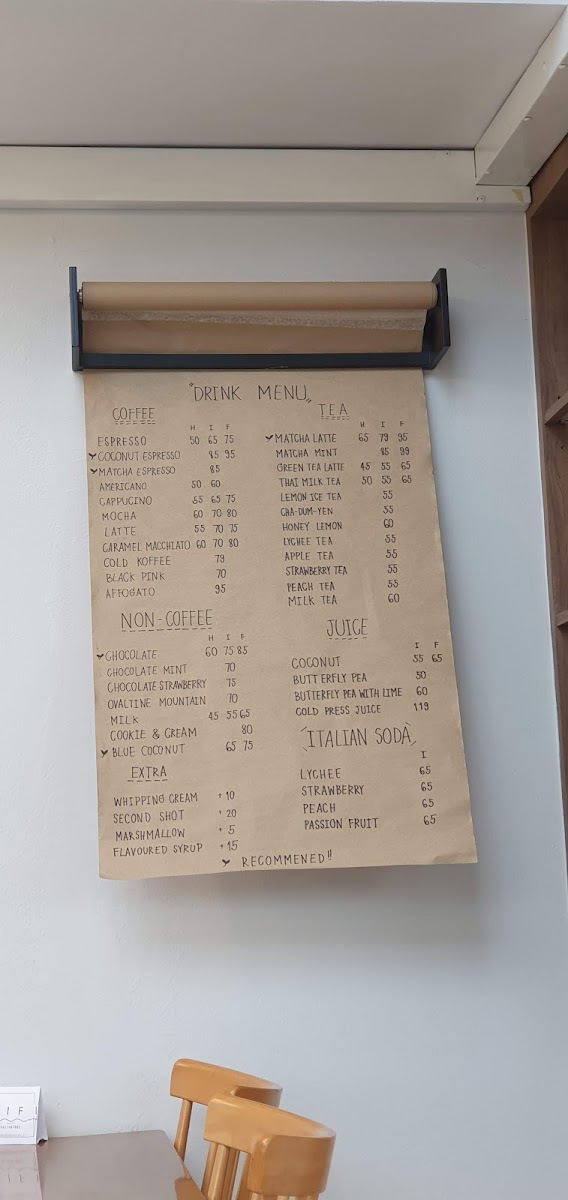 "DRINK MENU"
COFFEE
H I F
ESPRESSO 50 65 75
COCONUT ESPRESSO 85 95
MATCHA ESPRESSO 85
AMERICANO 50 60
CAPPUCINO 55 65 75
MOCHA 60 70 80
LATTE 55 70 75
CARAMEL MACCHIATO 60 70 80
COLD KOFFEE 79
BLACK PINK 70
AFFOGATO 95
NON-COFFEE
H I F
CHOCOLATE 60 75 85
CHOCOLATE MINT 70
CHOCOLATE STRAWBERRY 75
OVALTINE MOUNTAIN 70
MILK 45 55 65
COOKIE & CREAM 80
BLUE COCONUT 65 75
EXTRA
WHIPPING CREAM +10
SECOND SHOT +20
MARSHMALLOW +5
FLAVOURED SYRUP +15
TEA
H I F
MATCHA LATTE 65 79 95
MATCHA MINT 85 99
GREEN TEA LATTE 45 55 65
THAI MILK TEA 50 55 65
LEMON ICE TEA 55
CHA-DUM-YEN 55
HONEY LEMON 60
LYCHEE TEA 55
APPLE TEA 55
STRAWBERRY TEA 55
PEACH TEA 55
MILK TEA 60
JUICE
I F
COCONUT 55 65
BUTTERFLY PEA 50
BUTTERFLY PEA WITH LIME 60
COLD PRESS JUICE 119
ITALIAN SODA
I
LYCHEE 65
STRAWBERRY 65
PEACH 65
PASSION FRUIT 65
RECOMMENED!!